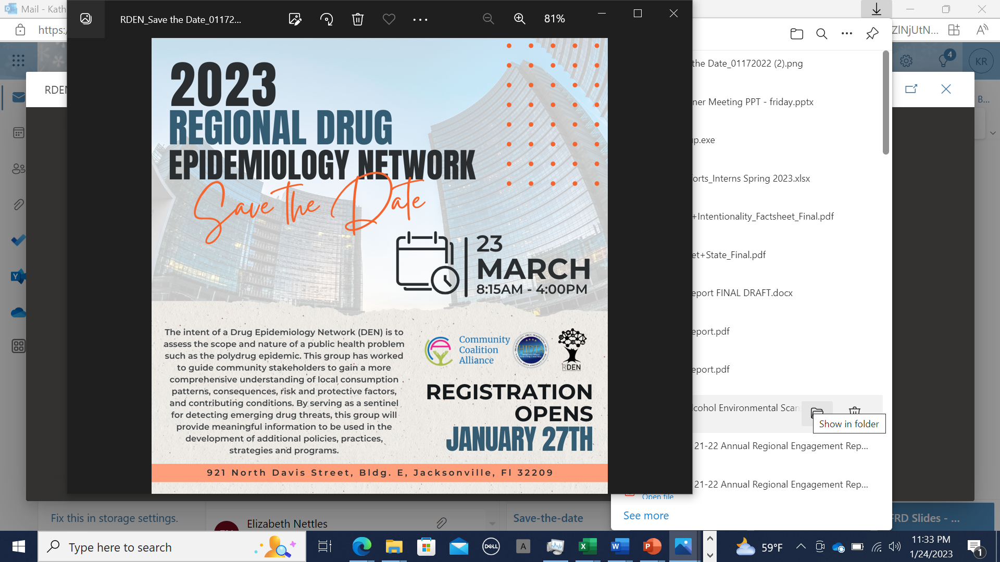 Mail - Kath
https:/
RDEN_Save the Date_01172...
81%
ZlNjUtN...
4
KR
RDEN
B...
2023
REGIONAL DRUG
EPIDEMIOLOGY NETWORK
Save the Date
23
MARCH
8:15AM - 4:00PM
The intent of a Drug Epidemiology Network (DEN) is to
assess the scope and nature of a public health problem
such as the polydrug epidemic. This group has worked
to guide community stakeholders to gain a more
comprehensive understanding of local consumption
patterns, consequences, risk and protective factors,
and contributing conditions. By serving as a sentinel
for detecting emerging drug threats, this group will
provide meaningful information to be used in the
development of additional policies, practices,
strategies and programs.
Community
Coalition
Alliance
HIDTA
RDEN
REGISTRATION
OPENS
JANUARY 27TH
921 North Davis Street, Bldg. E, Jacksonville, Fl 32209
the Date_01172022 (2).png
ner Meeting PPT - friday.pptx
up.exe
forts_Interns Spring 2023.xlsx
+Intentionality_Factsheet_Final.pdf
et+State_Final.pdf
eport FINAL DRAFT.docx
eport.pdf
eport.pdf
lcohol Environmental Scan
Show in folder
21-22 Annual Regional Engagement Rep...
21-22 Annual Regional Engagement Rep...
Open file
See more
Fix this in storage settings.
Elizabeth Nettles
Save-the-date
FRD Slides - ...
Type here to search
DELL
A
59°F
11:33 PM
1/24/2023
1